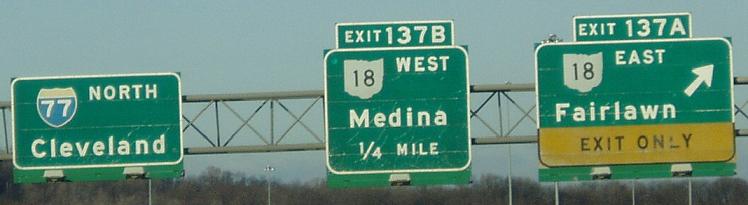 77 NORTH
Cleveland
EXIT 137B
18 WEST
Medina
1/4 MILE
EXIT 137A
18 EAST
Fairlawn
EXIT ONLY